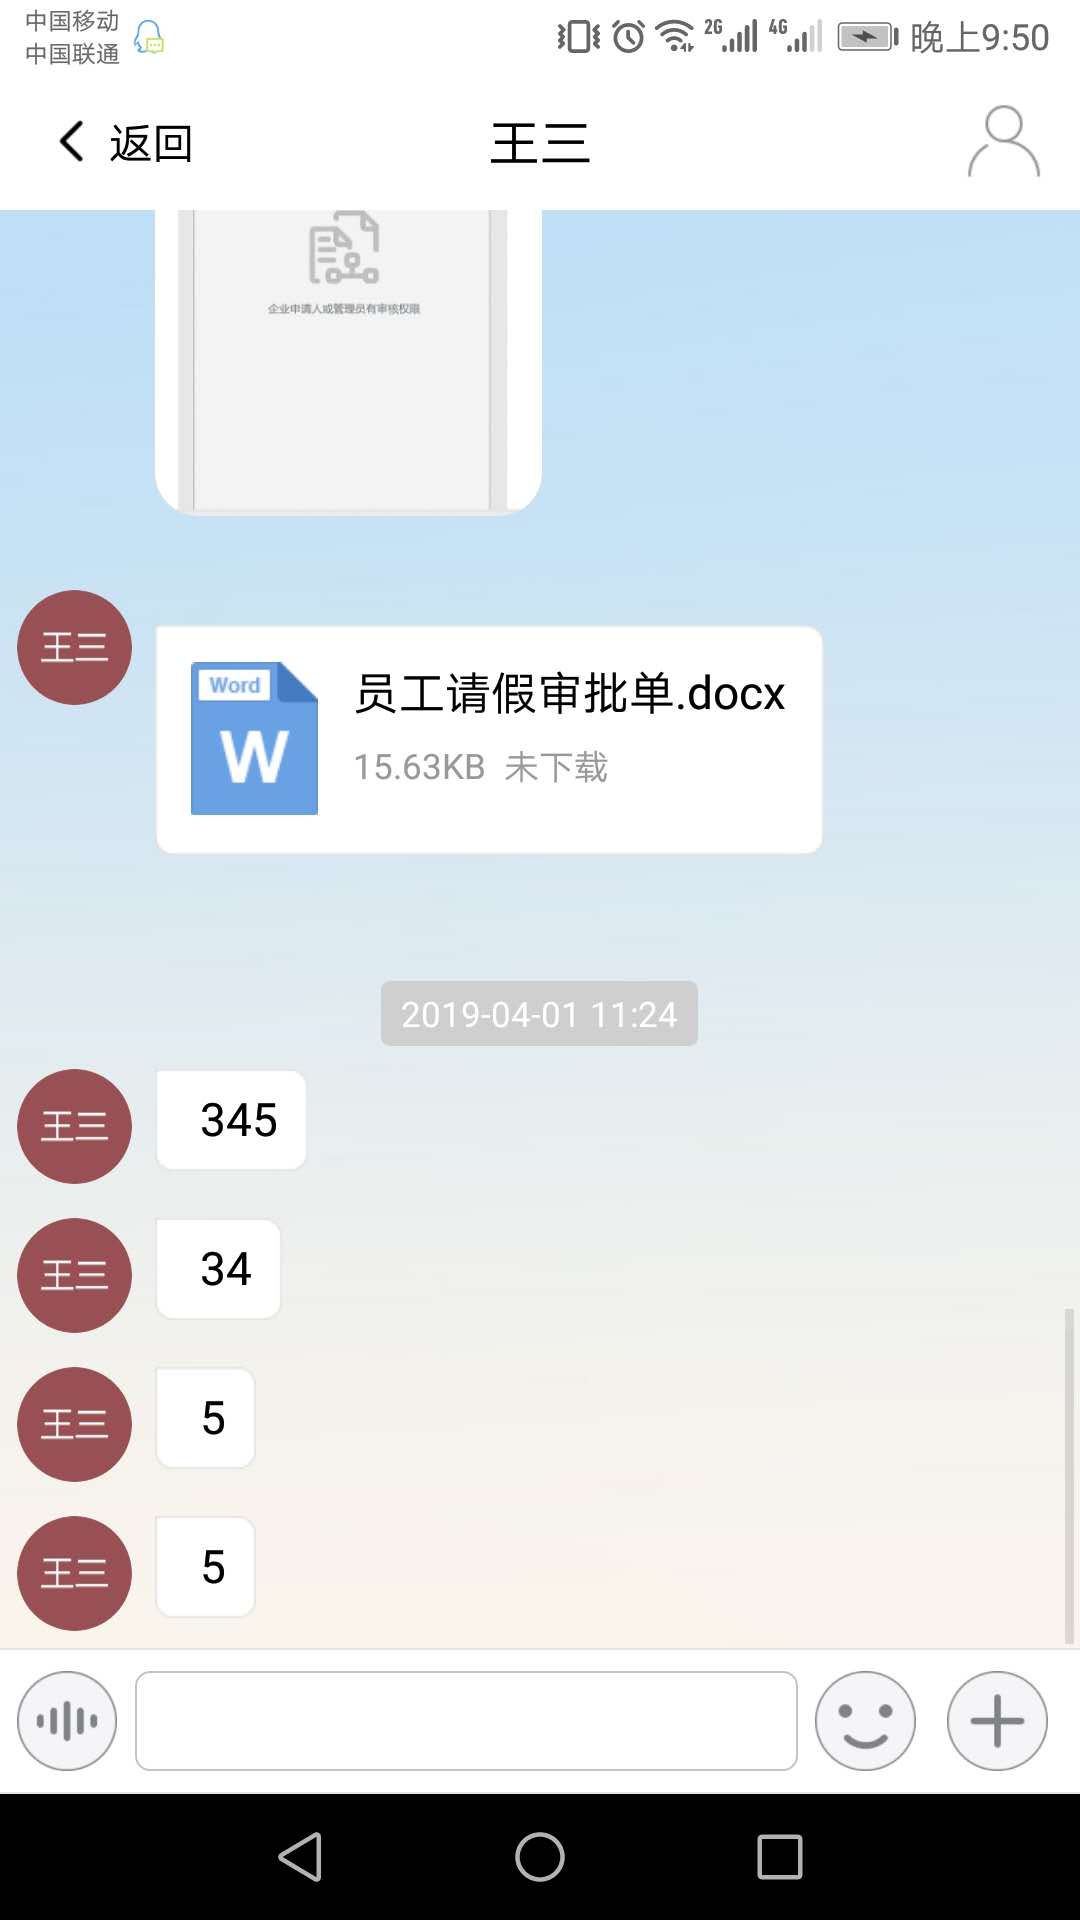 中国移动
中国联通
2G
4G
晚上9:50
返回
王三
企业申请人或管理员有审核权限
王三
Word
W
员工请假审批单.docx
15.63KB 未下载
2019-04-01 11:24
王三
345
王三
34
王三
5
王三
5